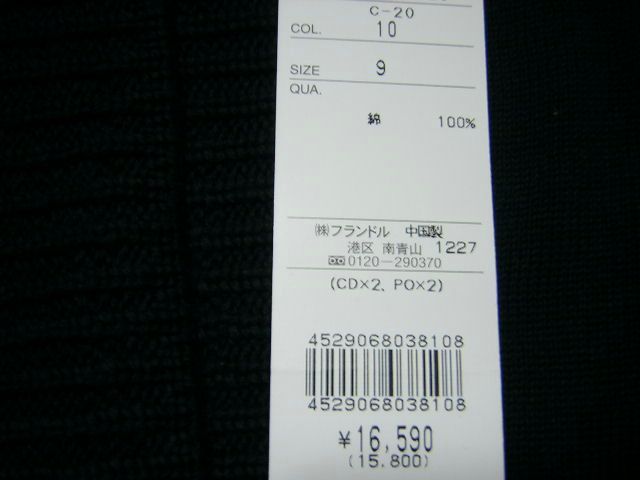 C-20
COL. 10
SIZE 9
QUA.
綿 100%
㈱フランドル 中国製
港区 南青山 1227
0120-290370
(CD×2、PO×2)
4529068038108
4529068038108
¥16,590
(15.800)